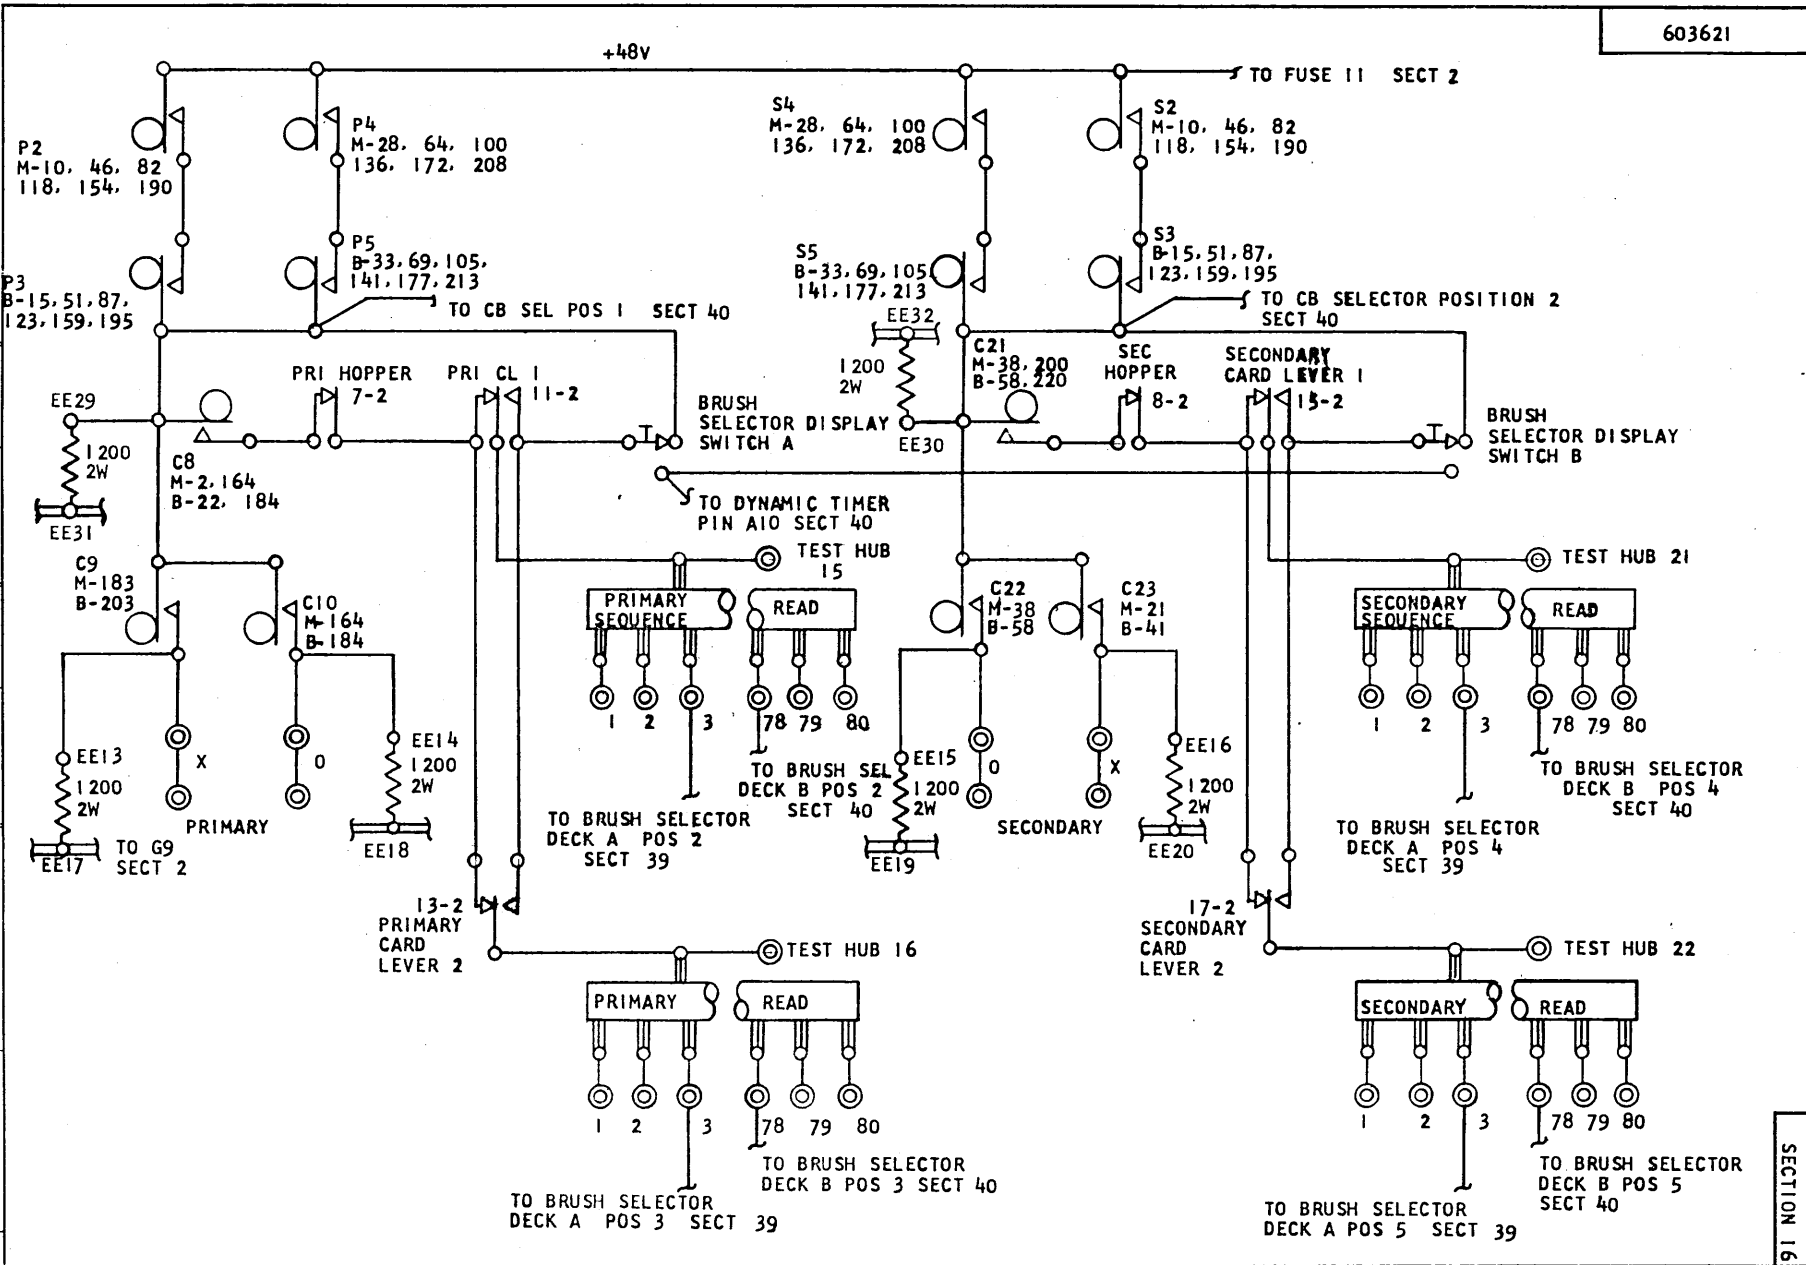 603621
+48V
TO FUSE 11 SECT 2
P2
M-10, 46, 82
118, 154, 190
P4
M-28, 64, 100
136, 172, 208
S4
M-28, 64, 100
136, 172, 208
S2
M-10, 46, 82
118, 154, 190
P3
B-15,51,87,
123,159,195
P5
B-33,69,105,
141,177,213
S5
B-33,69,105,
141,177,213
S3
B-15,51,87,
123,159,195
TO CB SEL POS 1 SECT 40
TO CB SELECTOR POSITION 2
SECT 40
EE32
1200
2W
EE30
C21
M-38, 200
B-58, 220
SEC
HOPPER
8-2
SECONDARY
CARD LEVER 1
15-2
PRI HOPPER
7-2
PRI CL 1
11-2
BRUSH
SELECTOR DISPLAY
SWITCH A
BRUSH
SELECTOR DISPLAY
SWITCH B
EE29
1200
2W
EE31
C8
M-2,164
B-22, 184
TO DYNAMIC TIMER
PIN A10 SECT 40
C9
M-183
B-203
C10
M-164
B-184
TEST HUB
15
PRIMARY
SEQUENCE
READ
1 2 3 78 79 80
C22
M-38
B-58
C23
M-21
B-41
TEST HUB 21
SECONDARY
SEQUENCE
READ
1 2 3 78 79 80
EE13
1200
2W
EE17
X
O
EE14
1200
2W
EE18
PRIMARY
TO G9
SECT 2
TO BRUSH SEL
DECK B POS 2
SECT 40
TO BRUSH SELECTOR
DECK A POS 2
SECT 39
EE15
1200
2W
EE19
O
X
EE16
1200
2W
EE20
SECONDARY
TO BRUSH SELECTOR
DECK B POS 4
SECT 40
TO BRUSH SELECTOR
DECK A POS 4
SECT 39
13-2
PRIMARY
CARD
LEVER 2
TEST HUB 16
PRIMARY
READ
1 2 3 78 79 80
TO BRUSH SELECTOR
DECK B POS 3 SECT 40
TO BRUSH SELECTOR
DECK A POS 3 SECT 39
17-2
SECONDARY
CARD
LEVER 2
TEST HUB 22
SECONDARY
READ
1 2 3 78 79 80
TO BRUSH SELECTOR
DECK B POS 5
SECT 40
TO BRUSH SELECTOR
DECK A POS 5 SECT 39
SECTION 16